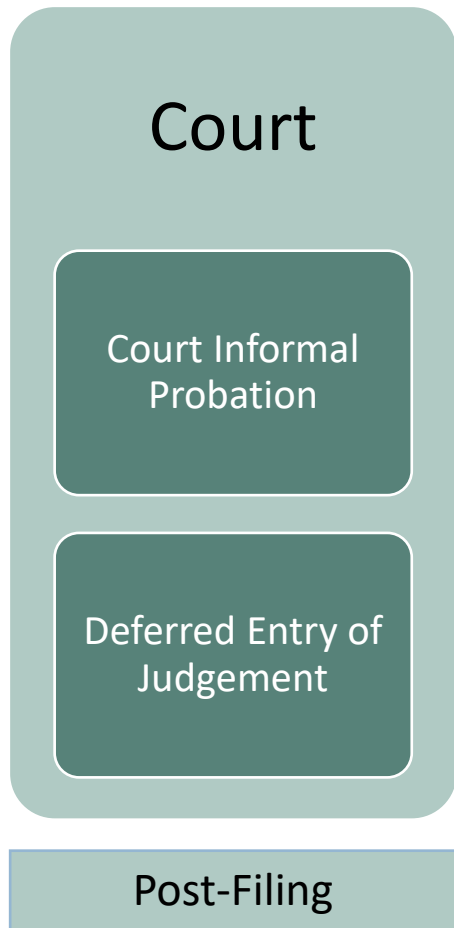 Court
Court Informal
Probation
Deferred Entry of
Judgement
Post-Filing